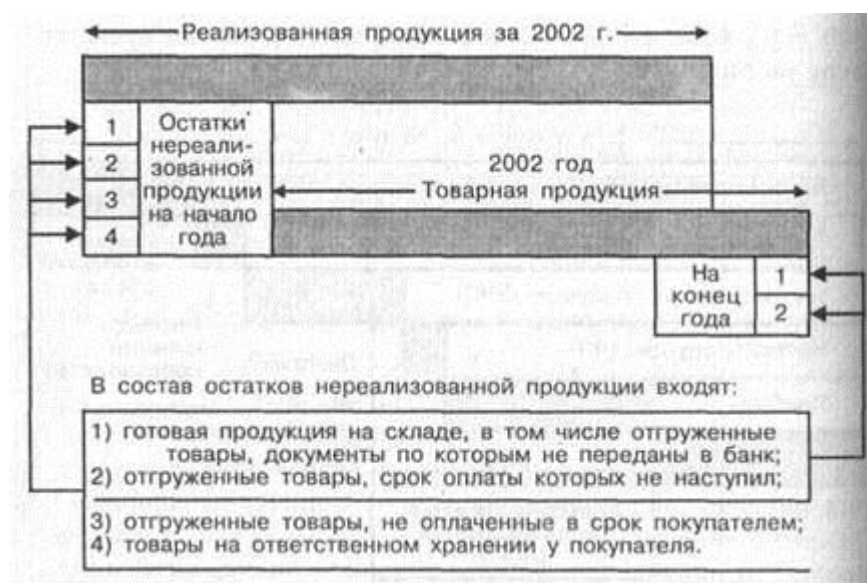 Реализованная продукция за 2002 г.
1
2
3
4
Остатки
нереали-
зованной
продукции
на начало
года
2002 год
Товарная продукция
На
конец
года
1
2
В состав остатков нереализованной продукции входят:
1) готовая продукция на складе, в том числе отгруженные
товары, документы по которым не переданы в банк;
2) отгруженные товары, срок оплаты которых не наступил;
3) отгруженные товары, не оплаченные в срок покупателем;
4) товары на ответственном хранении у покупателя.